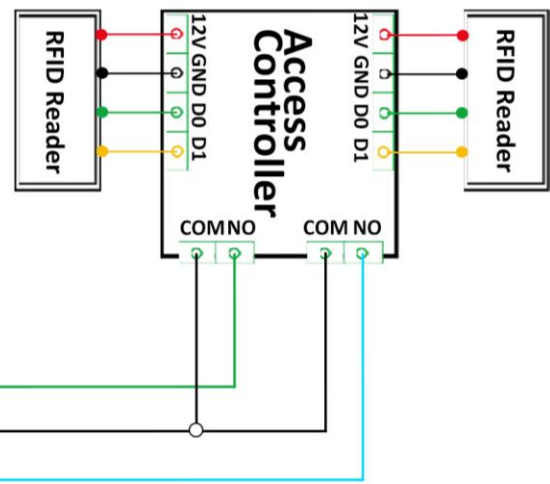 RFID Reader
12V GND D0 D1
Access
Controller
12V GND D0 D1
RFID Reader
COM NO
COM NO